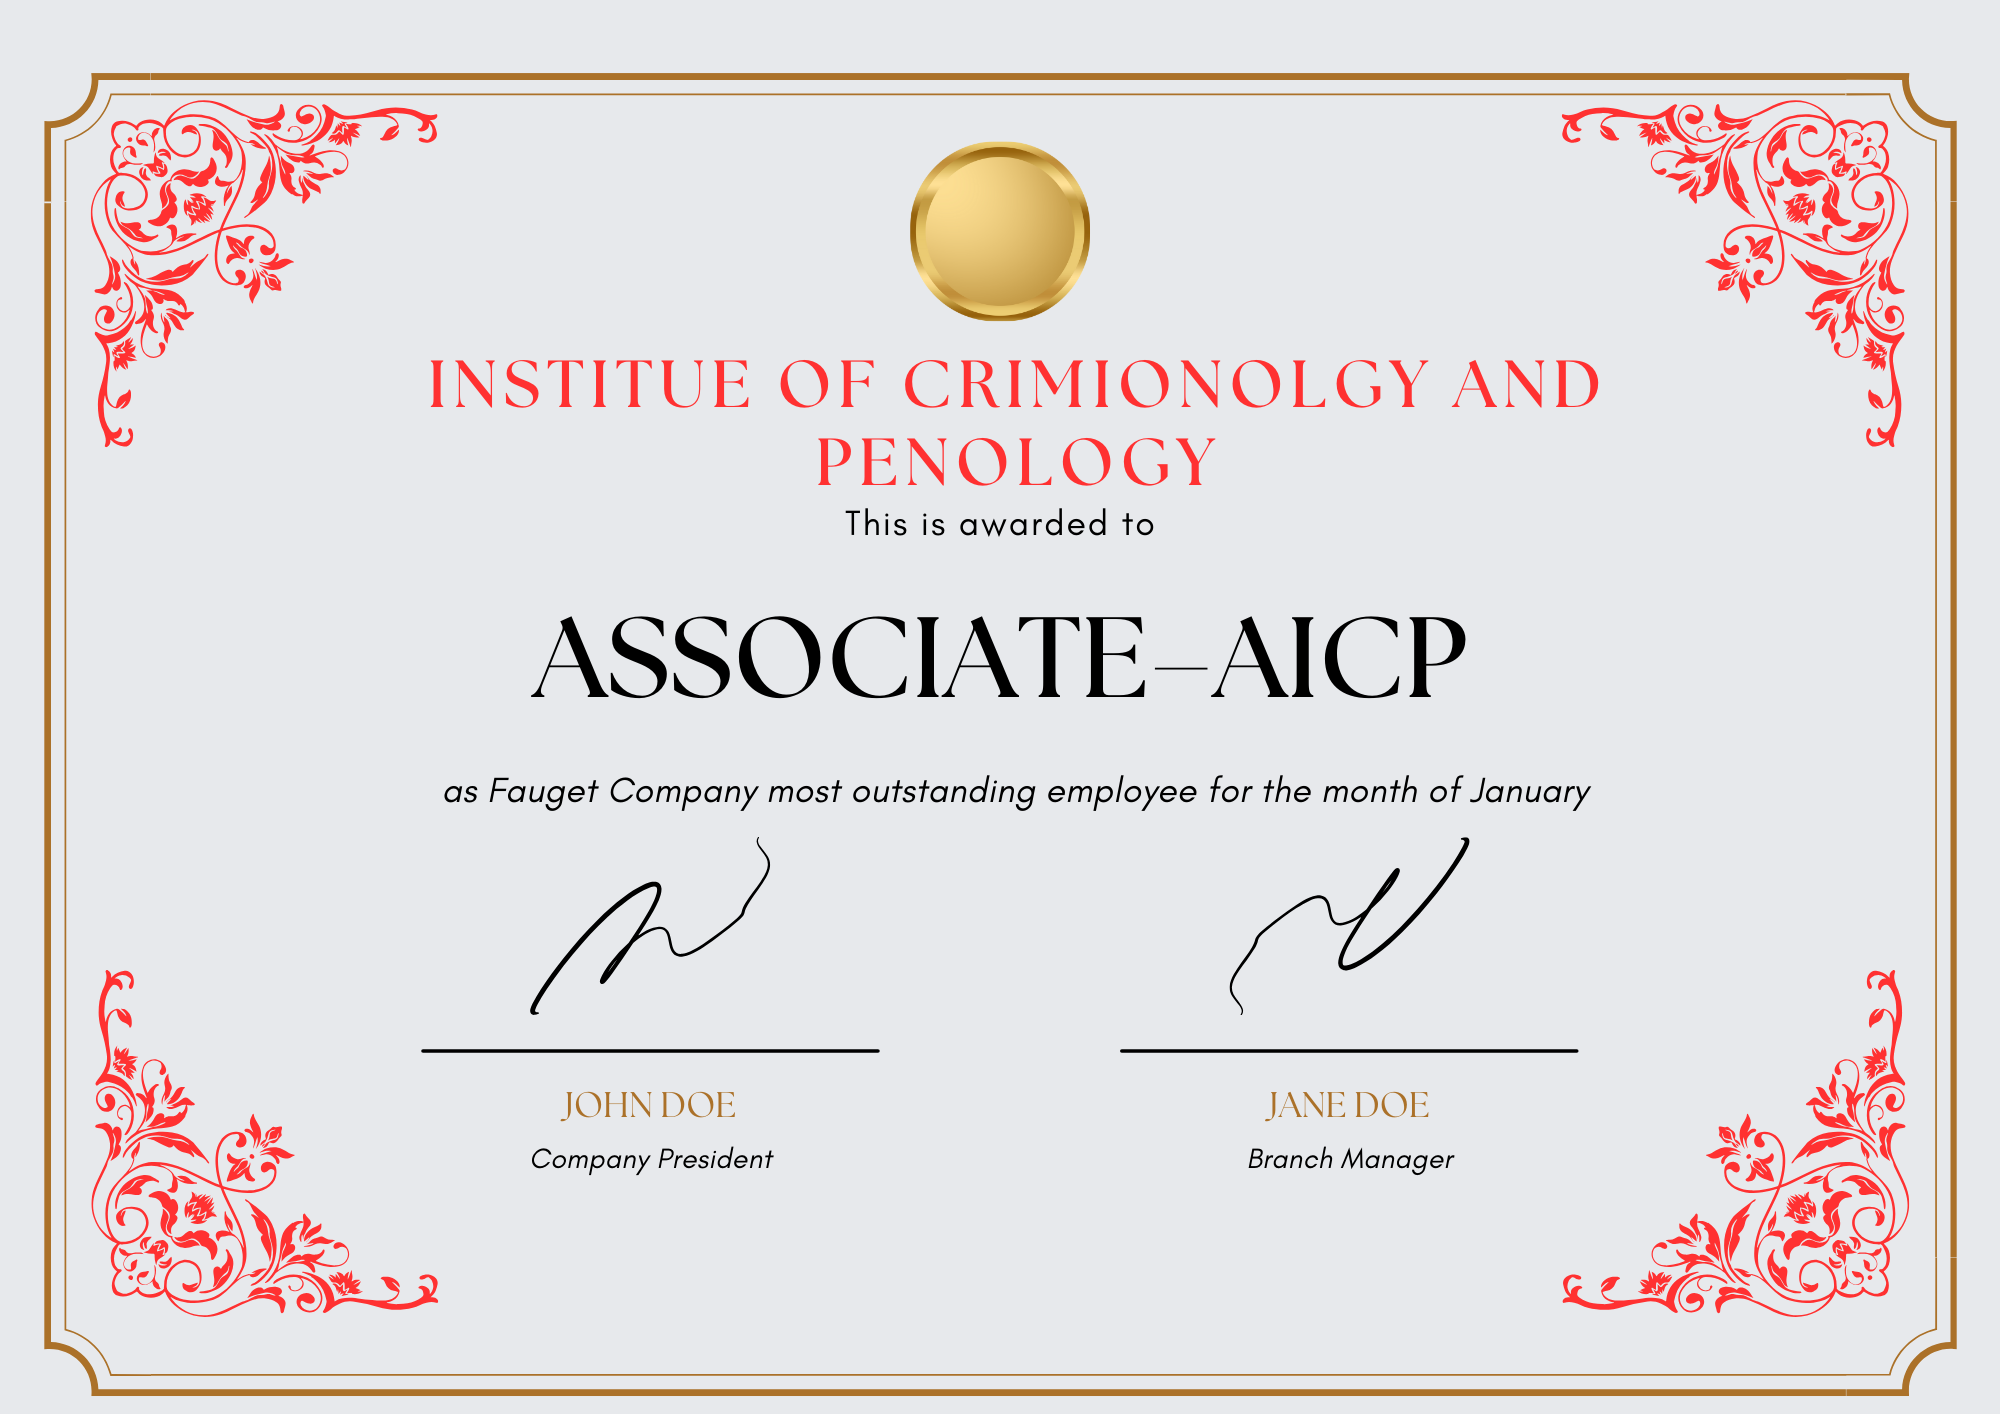 INSTITUE OF CRIMIONOLGY AND
PENOLOGY
This is awarded to
ASSOCIATE-AICP
as Fauget Company most outstanding employee for the month of January
JOHN DOE
JANE DOE
Company President
Branch Manager